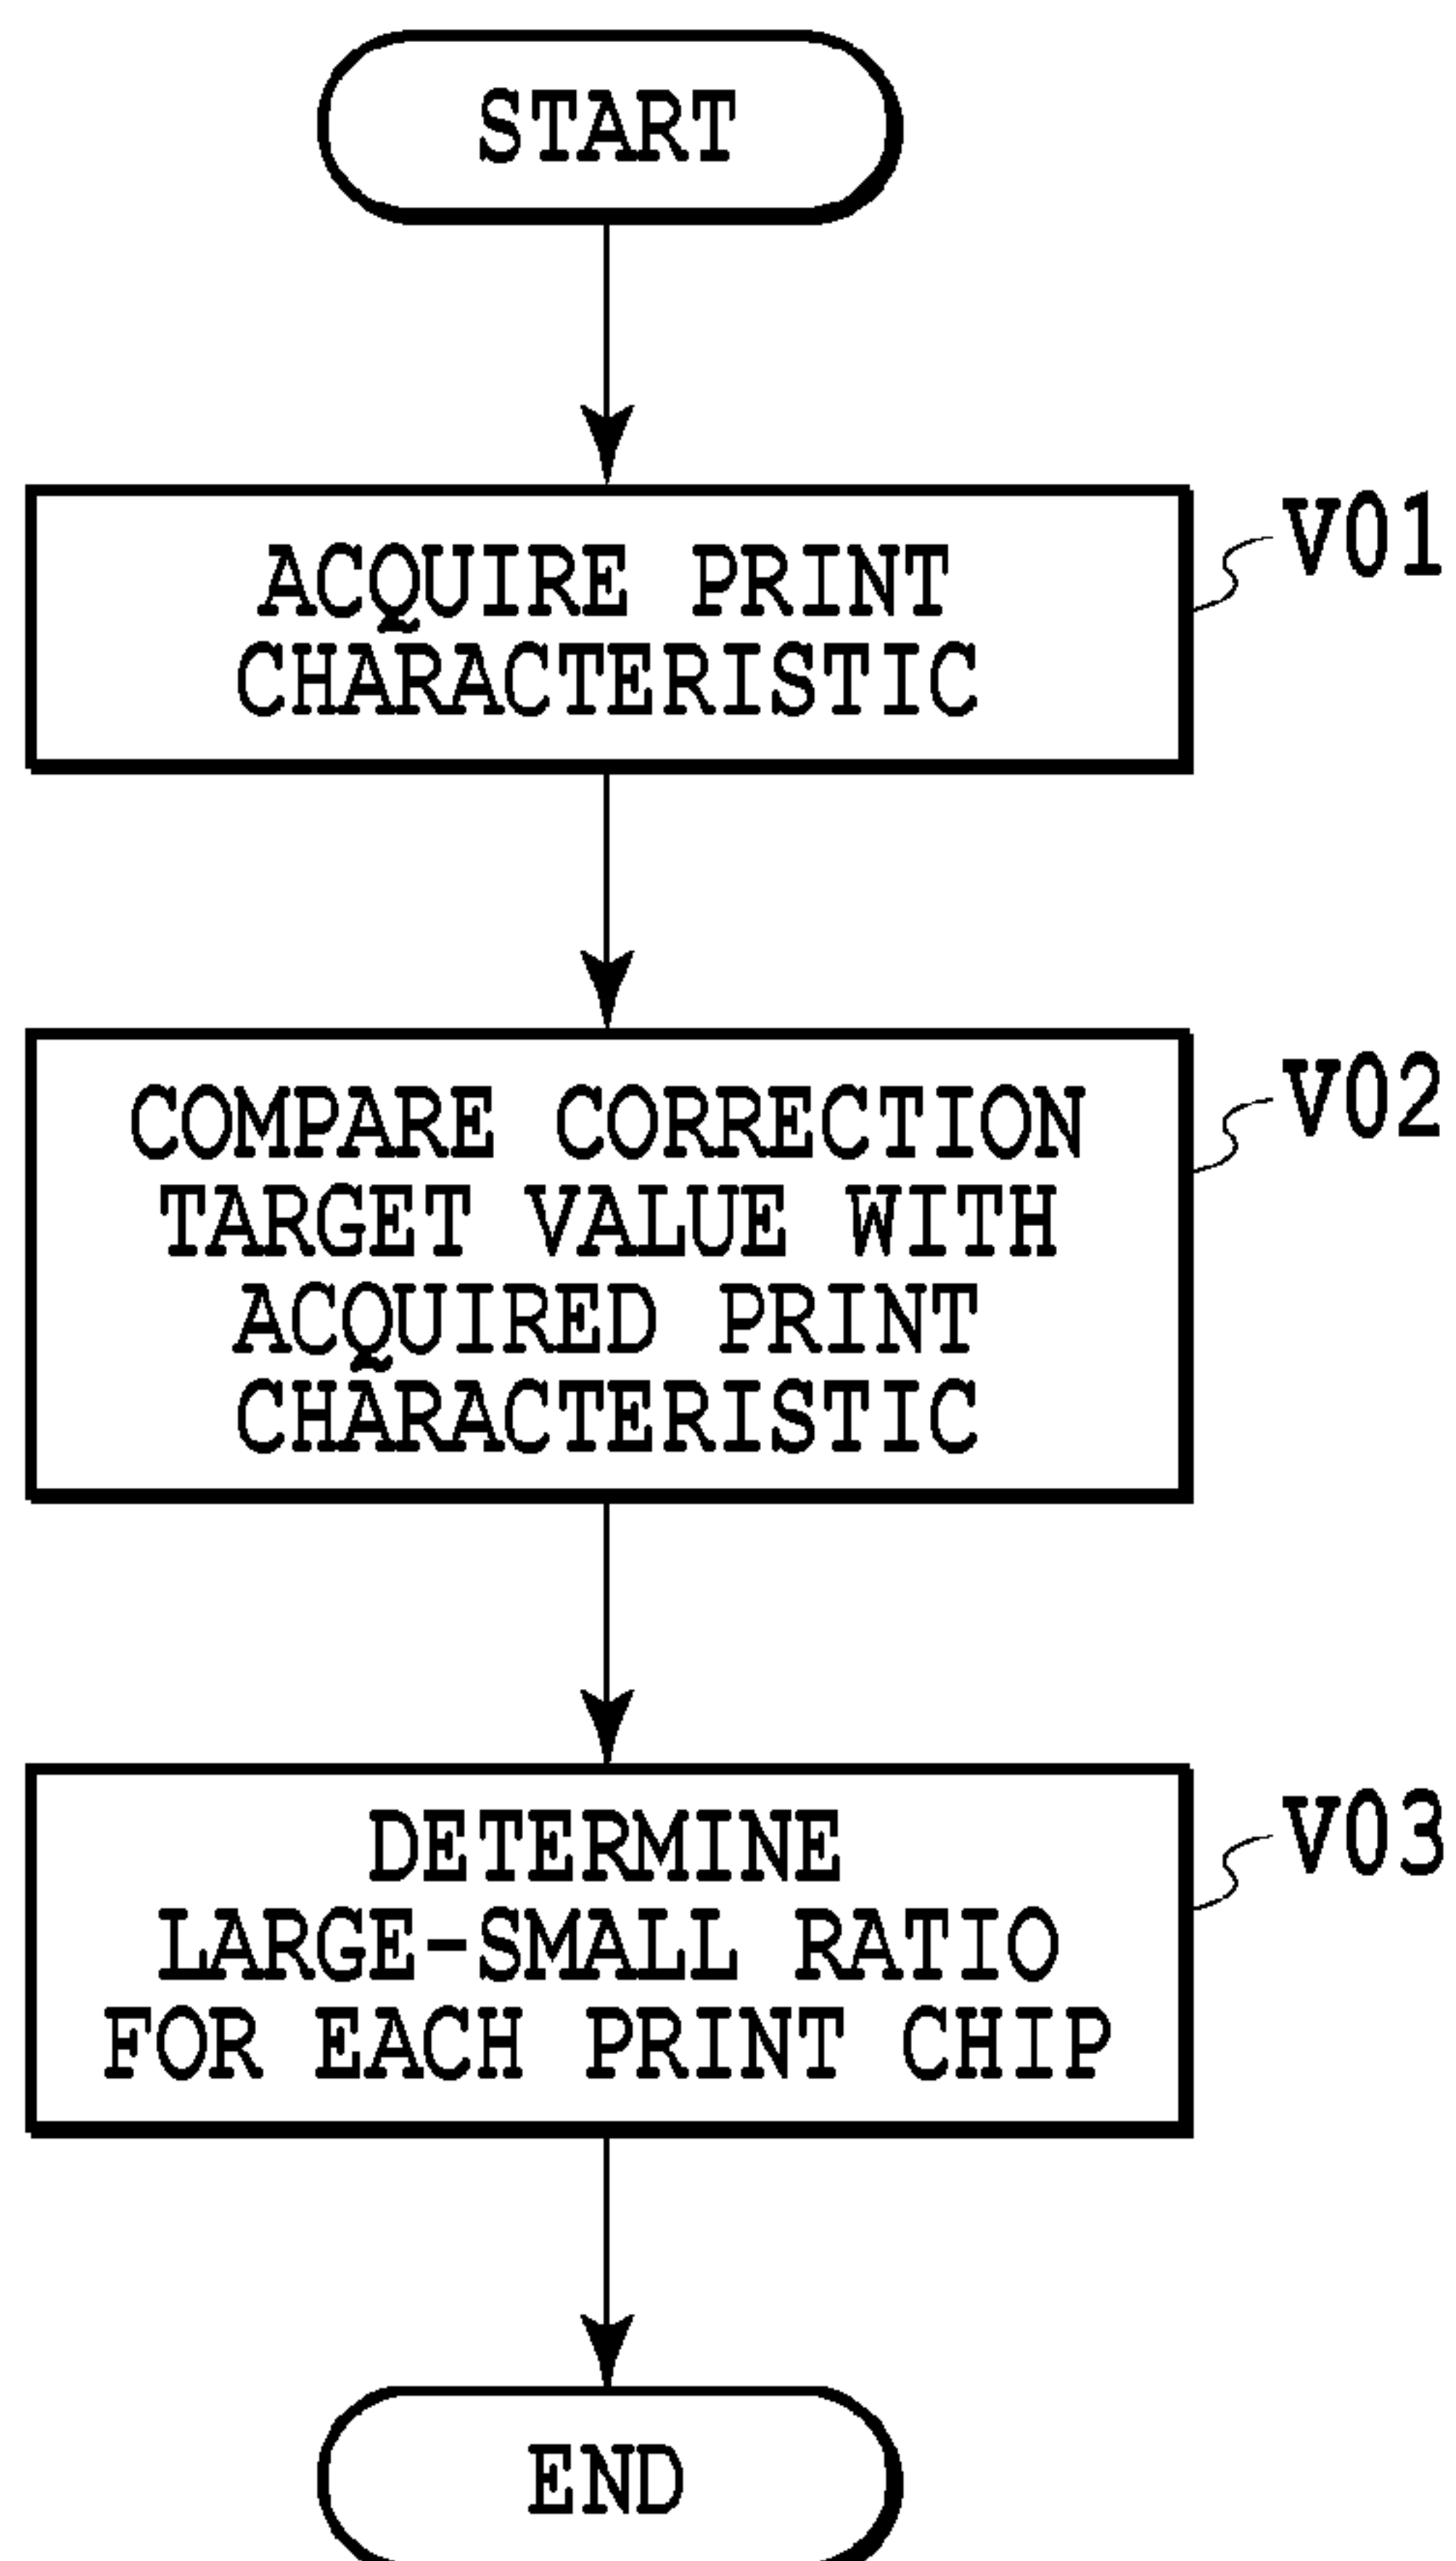 START
ACQUIRE PRINT
CHARACTERISTIC
V01
COMPARE CORRECTION
TARGET VALUE WITH
ACQUIRED PRINT
CHARACTERISTIC
V02
DETERMINE
LARGE-SMALL RATIO
FOR EACH PRINT CHIP
V03
END